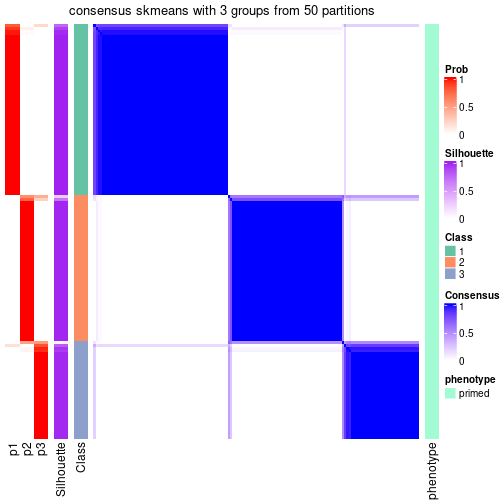 consensus skmeans with 3 groups from 50 partitions
Prob
1
0.5
0
Silhouette
1
0.5
0
Class
1
2
3
Consensus
1
0.5
0
phenotype
primed
p1
p2
p3
Silhouette
Class
phenotype